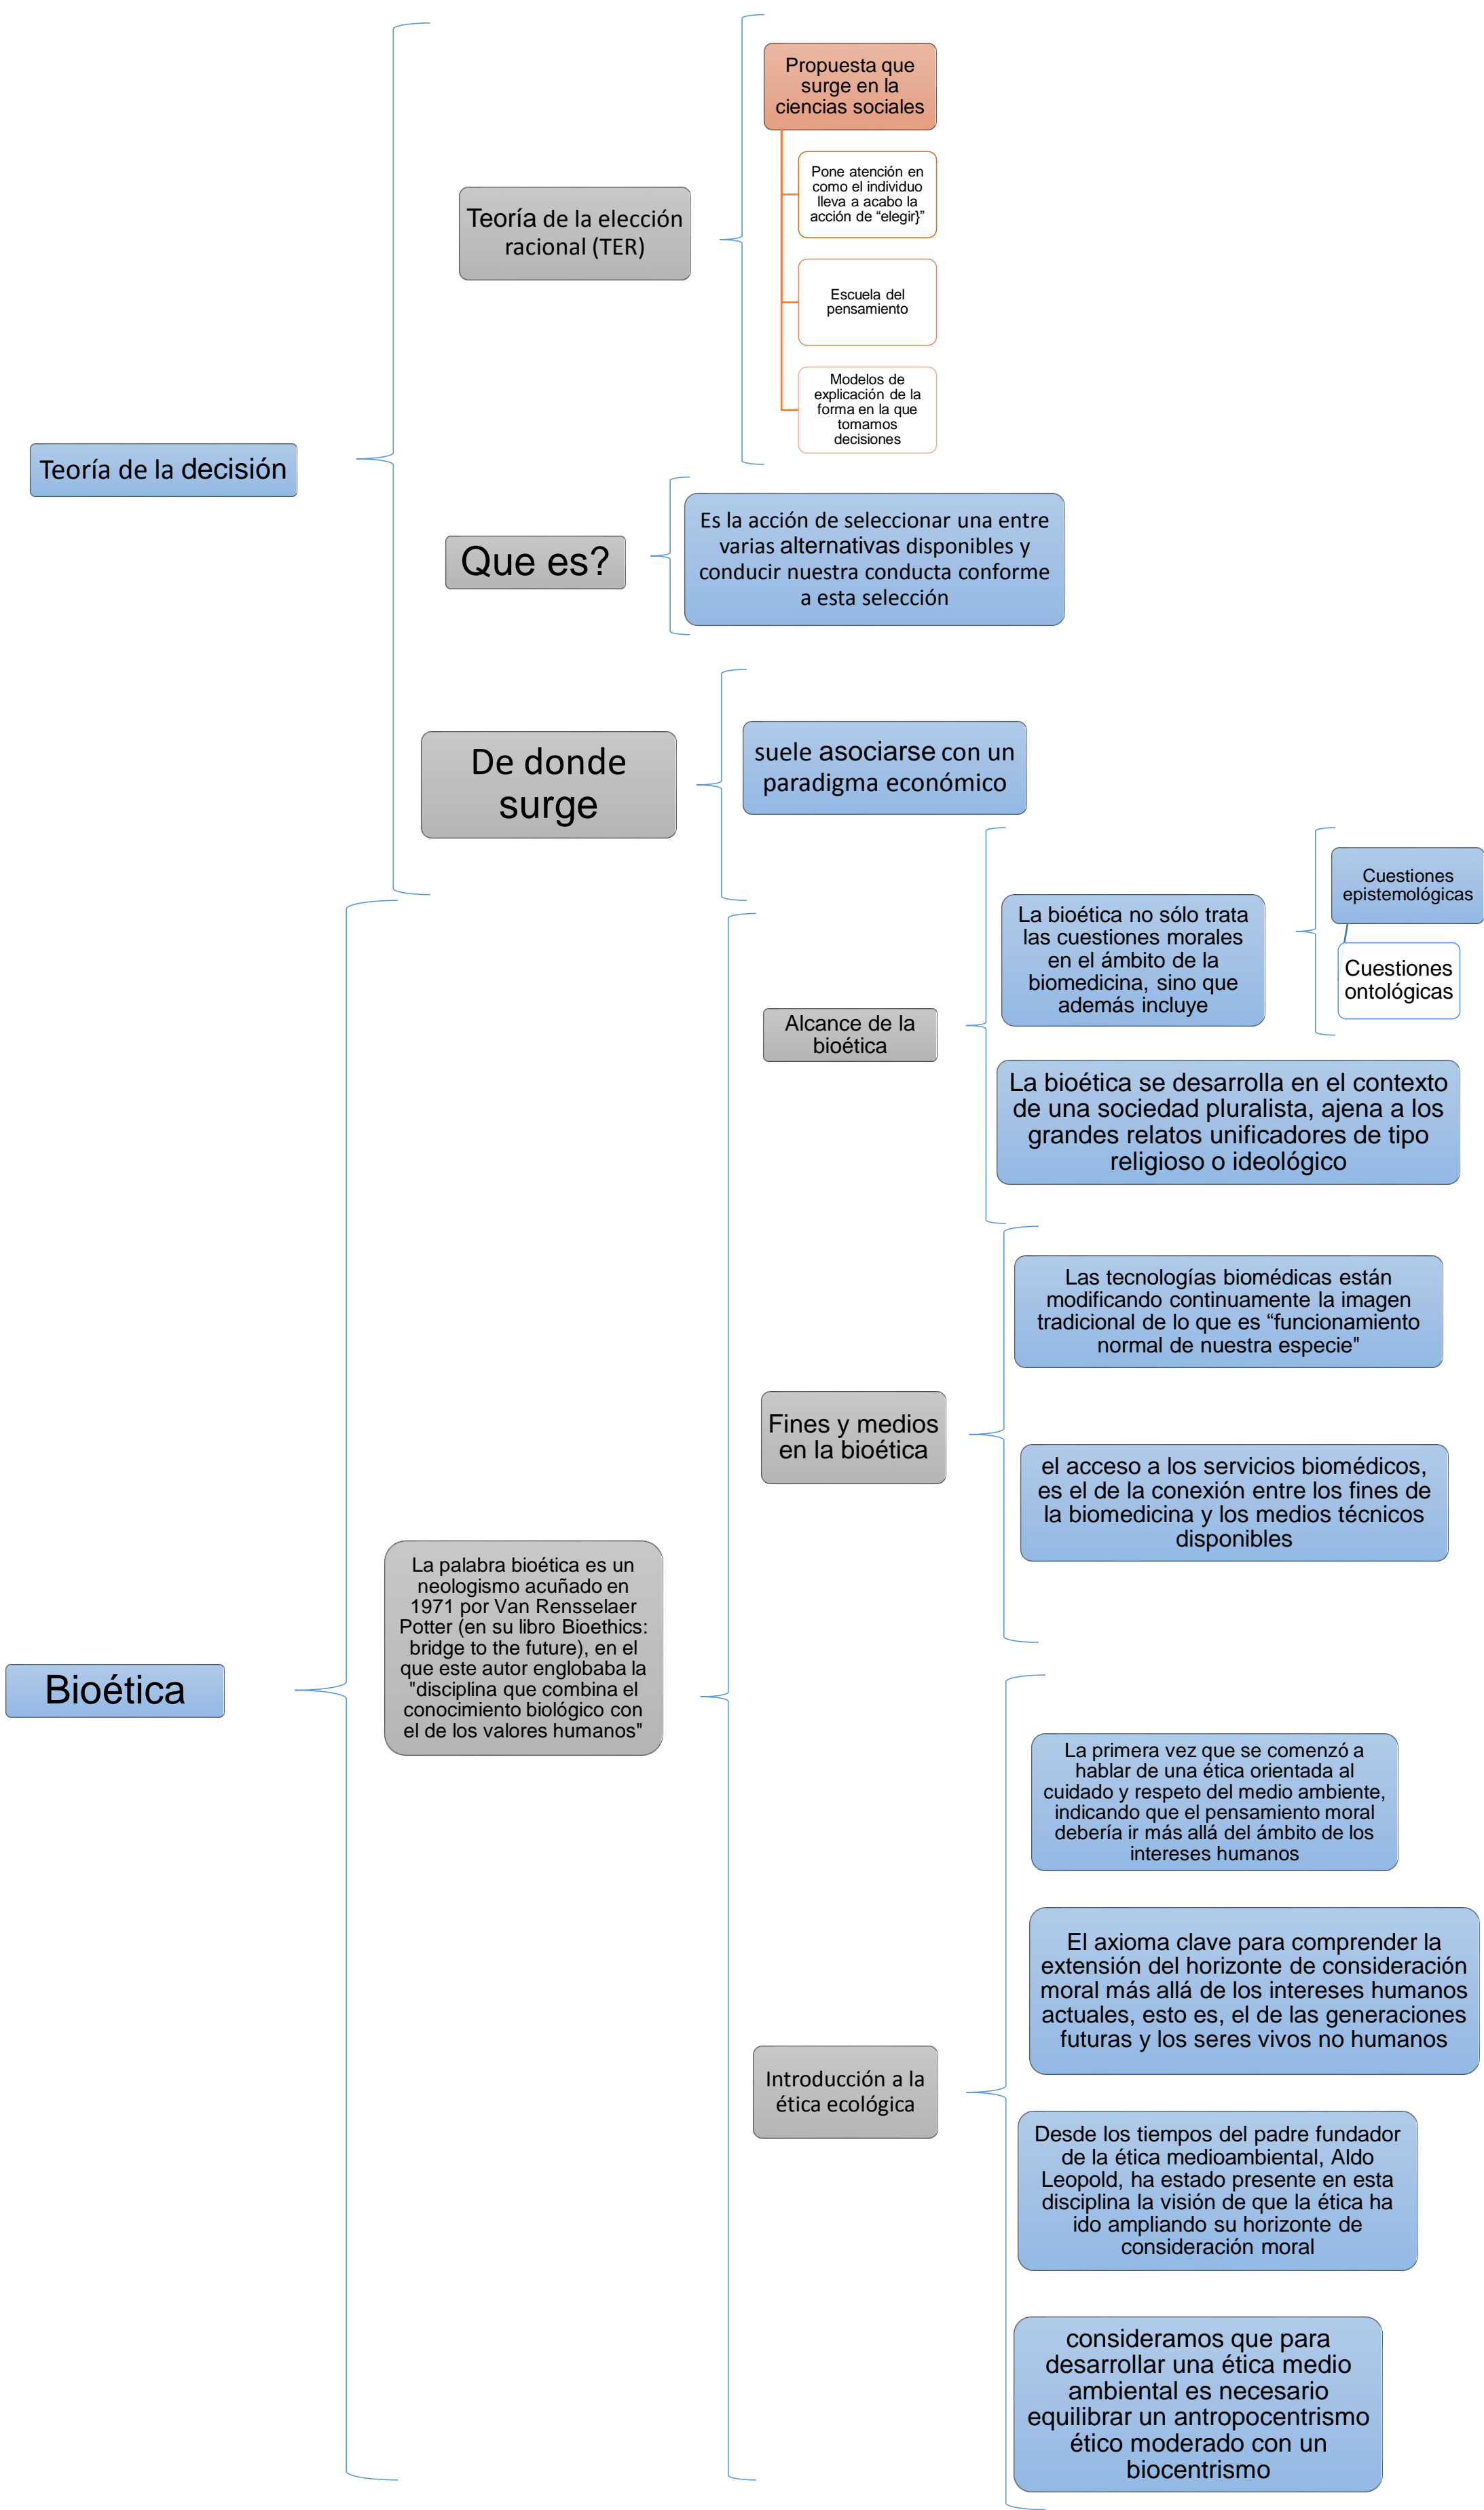 Teoría de la decisión
Teoría de la elección
racional (TER)
Propuesta que
surge en la
ciencias sociales
Pone atención en
como el individuo
lleva a acabo la
acción de “elegir}”
Escuela del
pensamiento
Modelos de
explicación de la
forma en la que
tomamos
decisiones
Que es?
Es la acción de seleccionar una entre
varias alternativas disponibles y
conducir nuestra conducta conforme
a esta selección
De donde
surge
suele asociarse con un
paradigma económico
Bioética
La palabra bioética es un
neologismo acuñado en
1971 por Van Rensselaer
Potter (en su libro Bioethics:
bridge to the future), en el
que este autor englobaba la
"disciplina que combina el
conocimiento biológico con
el de los valores humanos"
Alcance de la
bioética
La bioética no sólo trata
las cuestiones morales
en el ámbito de la
biomedicina, sino que
además incluye
Cuestiones
epistemológicas
Cuestiones
ontológicas
La bioética se desarrolla en el contexto
de una sociedad pluralista, ajena a los
grandes relatos unificadores de tipo
religioso o ideológico
Fines y medios
en la bioética
Las tecnologías biomédicas están
modificando continuamente la imagen
tradicional de lo que es “funcionamiento
normal de nuestra especie"
el acceso a los servicios biomédicos,
es el de la conexión entre los fines de
la biomedicina y los medios técnicos
disponibles
Introducción a la
ética ecológica
La primera vez que se comenzó a
hablar de una ética orientada al
cuidado y respeto del medio ambiente,
indicando que el pensamiento moral
debería ir más allá del ámbito de los
intereses humanos
El axioma clave para comprender la
extensión del horizonte de consideración
moral más allá de los intereses humanos
actuales, esto es, el de las generaciones
futuras y los seres vivos no humanos
Desde los tiempos del padre fundador
de la ética medioambiental, Aldo
Leopold, ha estado presente en esta
disciplina la visión de que la ética ha
ido ampliando su horizonte de
consideración moral
consideramos que para
desarrollar una ética medio
ambiental es necesario
equilibrar un antropocentrismo
ético moderado con un
biocentrismo